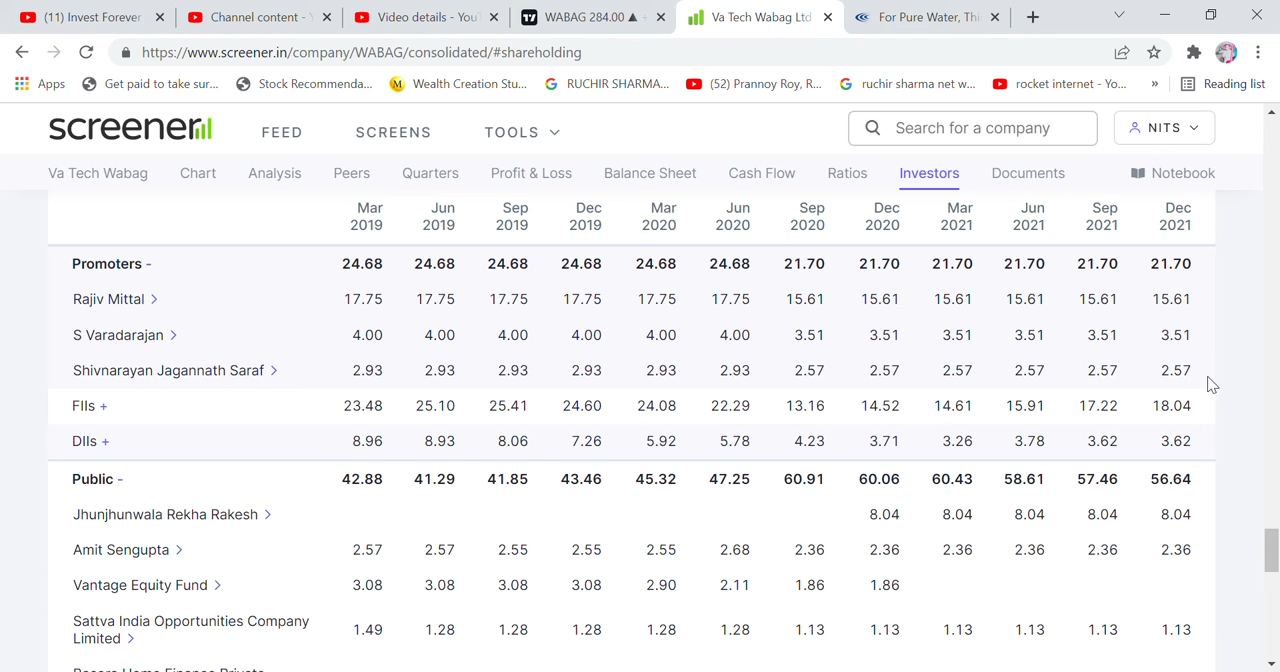 (11) Invest Forever
Channel content -
Video details - You
WABAG 284.00 ▲ +
Va Tech Wabag Ltd
For Pure Water, Thi
https://www.screener.in/company/WABAG/consolidated/#shareholding
Apps
Get paid to take sur...
Stock Recommenda...
Wealth Creation Stu...
RUCHIR SHARMA...
(52) Prannoy Roy, R...
ruchir sharma net w...
rocket internet - Yo...
»
Reading list
screener
FEED
SCREENS
TOOLS
Search for a company
NITS
Va Tech Wabag
Chart
Analysis
Peers
Quarters
Profit & Loss
Balance Sheet
Cash Flow
Ratios
Investors
Documents
Notebook
Mar 2019 Jun 2019 Sep 2019 Dec 2019 Mar 2020 Jun 2020 Sep 2020 Dec 2020 Mar 2021 Jun 2021 Sep 2021 Dec 2021
Promoters - 24.68 24.68 24.68 24.68 24.68 24.68 21.70 21.70 21.70 21.70 21.70 21.70
Rajiv Mittal > 17.75 17.75 17.75 17.75 17.75 17.75 15.61 15.61 15.61 15.61 15.61 15.61
S Varadarajan > 4.00 4.00 4.00 4.00 4.00 4.00 3.51 3.51 3.51 3.51 3.51 3.51
Shivnarayan Jagannath Saraf > 2.93 2.93 2.93 2.93 2.93 2.93 2.57 2.57 2.57 2.57 2.57 2.57
FIIs + 23.48 25.10 25.41 24.60 24.08 22.29 13.16 14.52 14.61 15.91 17.22 18.04
DIIs + 8.96 8.93 8.06 7.26 5.92 5.78 4.23 3.71 3.26 3.78 3.62 3.62
Public - 42.88 41.29 41.85 43.46 45.32 47.25 60.91 60.06 60.43 58.61 57.46 56.64
Jhunjhunwala Rekha Rakesh > 8.04 8.04 8.04 8.04 8.04
Amit Sengupta > 2.57 2.57 2.55 2.55 2.55 2.68 2.36 2.36 2.36 2.36 2.36 2.36
Vantage Equity Fund > 3.08 3.08 3.08 3.08 2.90 2.11 1.86 1.86
Sattva India Opportunities Company
Limited > 1.49 1.28 1.28 1.28 1.28 1.28 1.13 1.13 1.13 1.13 1.13 1.13